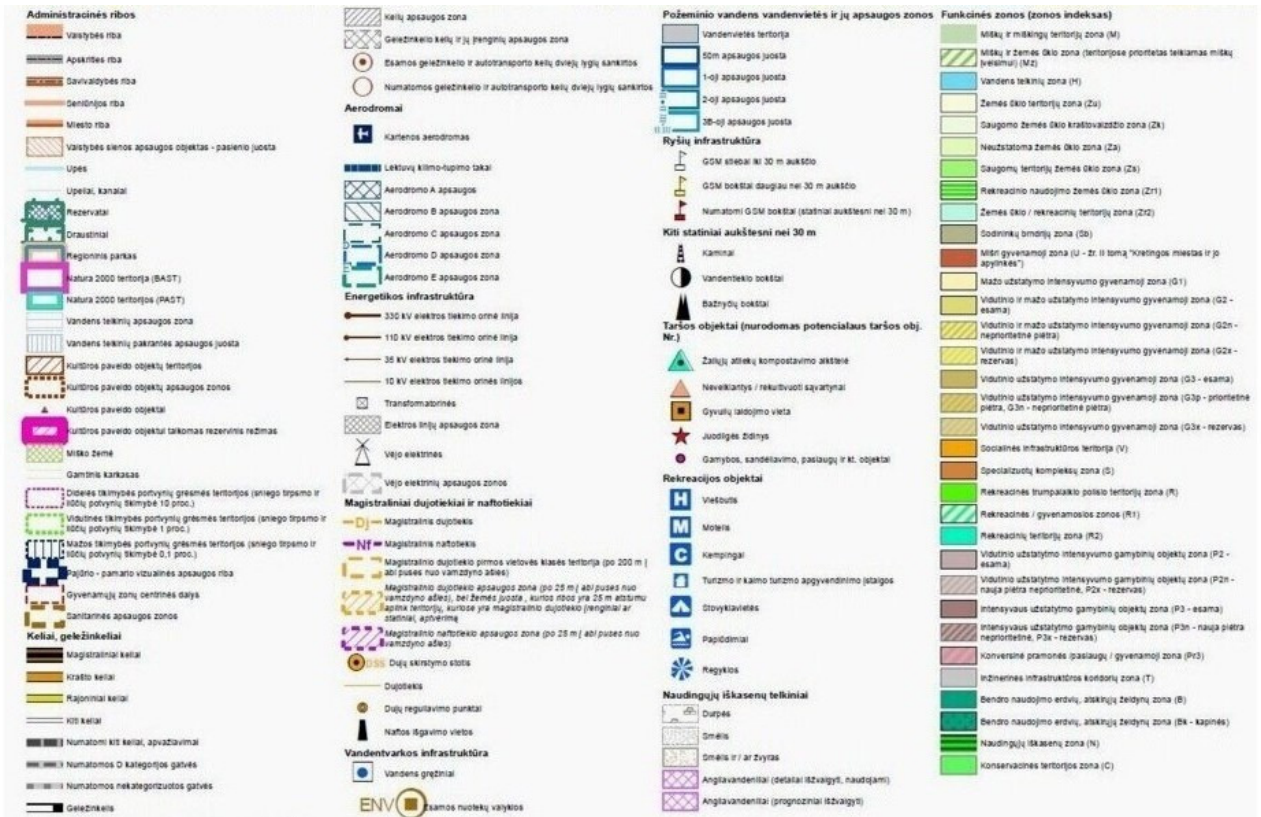 Administracinės ribos
Valstybės riba
Apskrities riba
Savivaldybės riba
Seniūnijos riba
Miesto riba
Valstybės sienos apsaugos objektas - pasienio juosta
Upės
Upeliai, kanalai
Rezervatai
Draustiniai
Regioninis parkas
Natura 2000 teritorija (BAST)
Natura 2000 teritorijos (PAST)
Vandens telkinių apsaugos zona
Vandens telkinių pakrantės apsaugos juosta
Kultūros paveldo objektų teritorijos
Kultūros paveldo objektų apsaugos zonos
Kultūros paveldo objektai
Kultūros paveldo objektui taikomas rezervinis režimas
Miško žemė
Gamtinis karkasas
Didelės tikimybės potvynių grėsmės teritorijos (sniego tirpsmo ir
liūčių potvynių tikimybė 10 proc.)
Vidutinės tikimybės potvynių grėsmės teritorijos (sniego tirpsmo ir
liūčių potvynių tikimybė 1 proc.)
Mažos tikimybės potvynių grėsmės teritorijos (sniego tirpsmo ir
liūčių potvynių tikimybė 0,1 proc.)
Pajūrio - pamario vizualinės apsaugos riba
Gyvenamųjų zonų centrinės dalys
Sanitarinės apsaugos zonos
Keliai, geležinkeliai
Magistraliniai keliai
Krašto keliai
Rajoniniai keliai
Kiti keliai
Numatomi kiti keliai, apvažiavimai
Numatomos D kategorijos gatvės
Numatomos nekategorizuotos gatvės
Geležinkelis
Kelių apsaugos zona
Geležinkelio kelių ir jų įrenginių apsaugos zona
Esamos geležinkelio ir autotransporto kelių dviejų lygių sankirtos
Numatomos geležinkelio ir autotransporto kelių dviejų lygių sankirtos
Aerodromai
Kartenos aerodromas
Lėktuvų kilimo-tupimo takai
Aerodromo A apsaugos
Aerodromo B apsaugos zona
Aerodromo C apsaugos zona
Aerodromo D apsaugos zona
Aerodromo E apsaugos zona
Energetikos infrastruktūra
330 kV elektros tiekimo orinė linija
110 kV elektros tiekimo orinė linija
35 kV elektros tiekimo orinė linija
10 kV elektros tiekimo orinės linijos
Transformatorinės
Elektros linijų apsaugos zona
Vėjo elektrinės
Vėjo elektrinių apsaugos zonos
Magistraliniai dujotiekiai ir naftotiekiai
Dj Magistralinis dujotiekis
Nf Magistralinis naftotiekis
Magistralinio dujotiekio pirmos vietovės klasės teritorija (po 200 m į
abi puses nuo vamzdyno ašies)
Magistralinio dujotiekio apsaugos zona (po 25 m į abi puses nuo
vamzdyno ašies), bei žemės juosta , kurios ribos yra 25 m atstumu
aplink teritorijų, kuriose yra magistralinio dujotiekio įrenginiai ar
statiniai, aptvėrimą
Magistralinio naftotiekio apsaugos zona (po 25 m į abi puses nuo
vamzdyno ašies)
DSS Dujų skirstymo stotis
Dujotiekis
Dujų reguliavimo punktai
Naftos išgavimo vietos
Vandentvarkos infrastruktūra
Vandens gręžiniai
ENV Esamos nuotekų valyklos
Požeminio vandens vandenvietės ir jų apsaugos zonos
Vandenvietės teritorija
50m apsaugos juosta
1-oji apsaugos juosta
2-oji apsaugos juosta
3B-oji apsaugos juosta
Ryšių infrastruktūra
GSM stiebai iki 30 m aukščio
GSM bokštai daugiau nei 30 m aukščio
Numatomi GSM bokštai (statiniai aukštesni nei 30 m)
Kiti statiniai aukštesni nei 30 m
Kaminai
Vandentiekio bokštai
Bažnyčių bokštai
Taršos objektai (nurodomas potencialaus taršos obj.
Nr.)
Žaliųjų atliekų kompostavimo aikštelė
Neveikiantys / rekultivuoti sąvartynai
Gyvulių laidojimo vieta
Juodligės židinys
Gamybos, sandėliavimo, paslaugų ir kt. objektai
Rekreacijos objektai
H Viešbutis
M Motelis
C Kempingai
Turizmo ir kaimo turizmo apgyvendinimo įstaigos
Stovyklavietės
Paplūdimiai
Regyklos
Naudingųjų iškasenų telkiniai
Durpės
Smėlis
Smėlis ir / ar žvyras
Angliavandeniliai (detaliai išžvalgyti, naudojami)
Angliavandeniliai (prognoziniai išžvalgyti)
Funkcinės zonos (zonos indeksas)
Miškų ir miškingų teritorijų zona (M)
Miškų ir žemės ūkio zona (teritorijose prioritetas teikiamas miškų
įveisimui) (Mz)
Vandens telkinių zona (H)
Žemės ūkio teritorijų zona (Zu)
Saugomo žemės ūkio kraštovaizdžio zona (Zk)
Neužstatoma žemės ūkio zona (Za)
Saugomų teritorijų žemės ūkio zona (Zs)
Rekreacinio naudojimo žemės ūkio zona (Zr1)
Žemės ūkio / rekreacinių teritorijų zona (Zr2)
Sodininkų bendrijų zona (Sb)
Mišri gyvenamoji zona (U - žr. II tomą "Kretingos miestas ir jo
apylinkės")
Mažo užstatymo intensyvumo gyvenamoji zona (G1)
Vidutinio ir mažo užstatymo intensyvumo gyvenamoji zona (G2 -
esama)
Vidutinio ir mažo užstatymo intensyvumo gyvenamoji zona (G2n -
neprioritetinė plėtra)
Vidutinio ir mažo užstatymo intensyvumo gyvenamoji zona (G2x -
rezervas)
Vidutinio užstatymo intensyvumo gyvenamoji zona (G3 - esama)
Vidutinio užstatymo intensyvumo gyvenamoji zona (G3p - prioritetinė
plėtra, G3n - neprioritetinė plėtra)
Vidutinio užstatymo intensyvumo gyvenamoji zona (G3x - rezervas)
Socialinės infrastruktūros teritorija (V)
Specializuotų kompleksų zona (S)
Rekreacinės trumpalaikio poilsio teritorijų zona (R)
Rekreacinės / gyvenamosios zonos (R1)
Rekreacinių teritorijų zona (R2)
Vidutinio užstatymo intensyvumo gamybinių objektų zona (P2 -
esama)
Vidutinio užstatymo intensyvumo gamybinių objektų zona (P2n -
nauja plėtra neprioritetinė, P2x - rezervas)
Intensyvaus užstatymo gamybinių objektų zona (P3 - esama)
Intensyvaus užstatymo gamybinių objektų zona (P3n - nauja plėtra
neprioritetinė, P3x - rezervas)
Konversinė pramonės (paslaugų / gyvenamoji zona (Pr3)
Inžinerinės infrastruktūros koridorių zona (T)
Bendro naudojimo erdvių, atskirųjų želdynų zona (B)
Bendro naudojimo erdvių, atskirųjų želdynų zona (Bk - kapinės)
Naudingųjų iškasenų zona (N)
Konservacinės teritorijos zona (C)